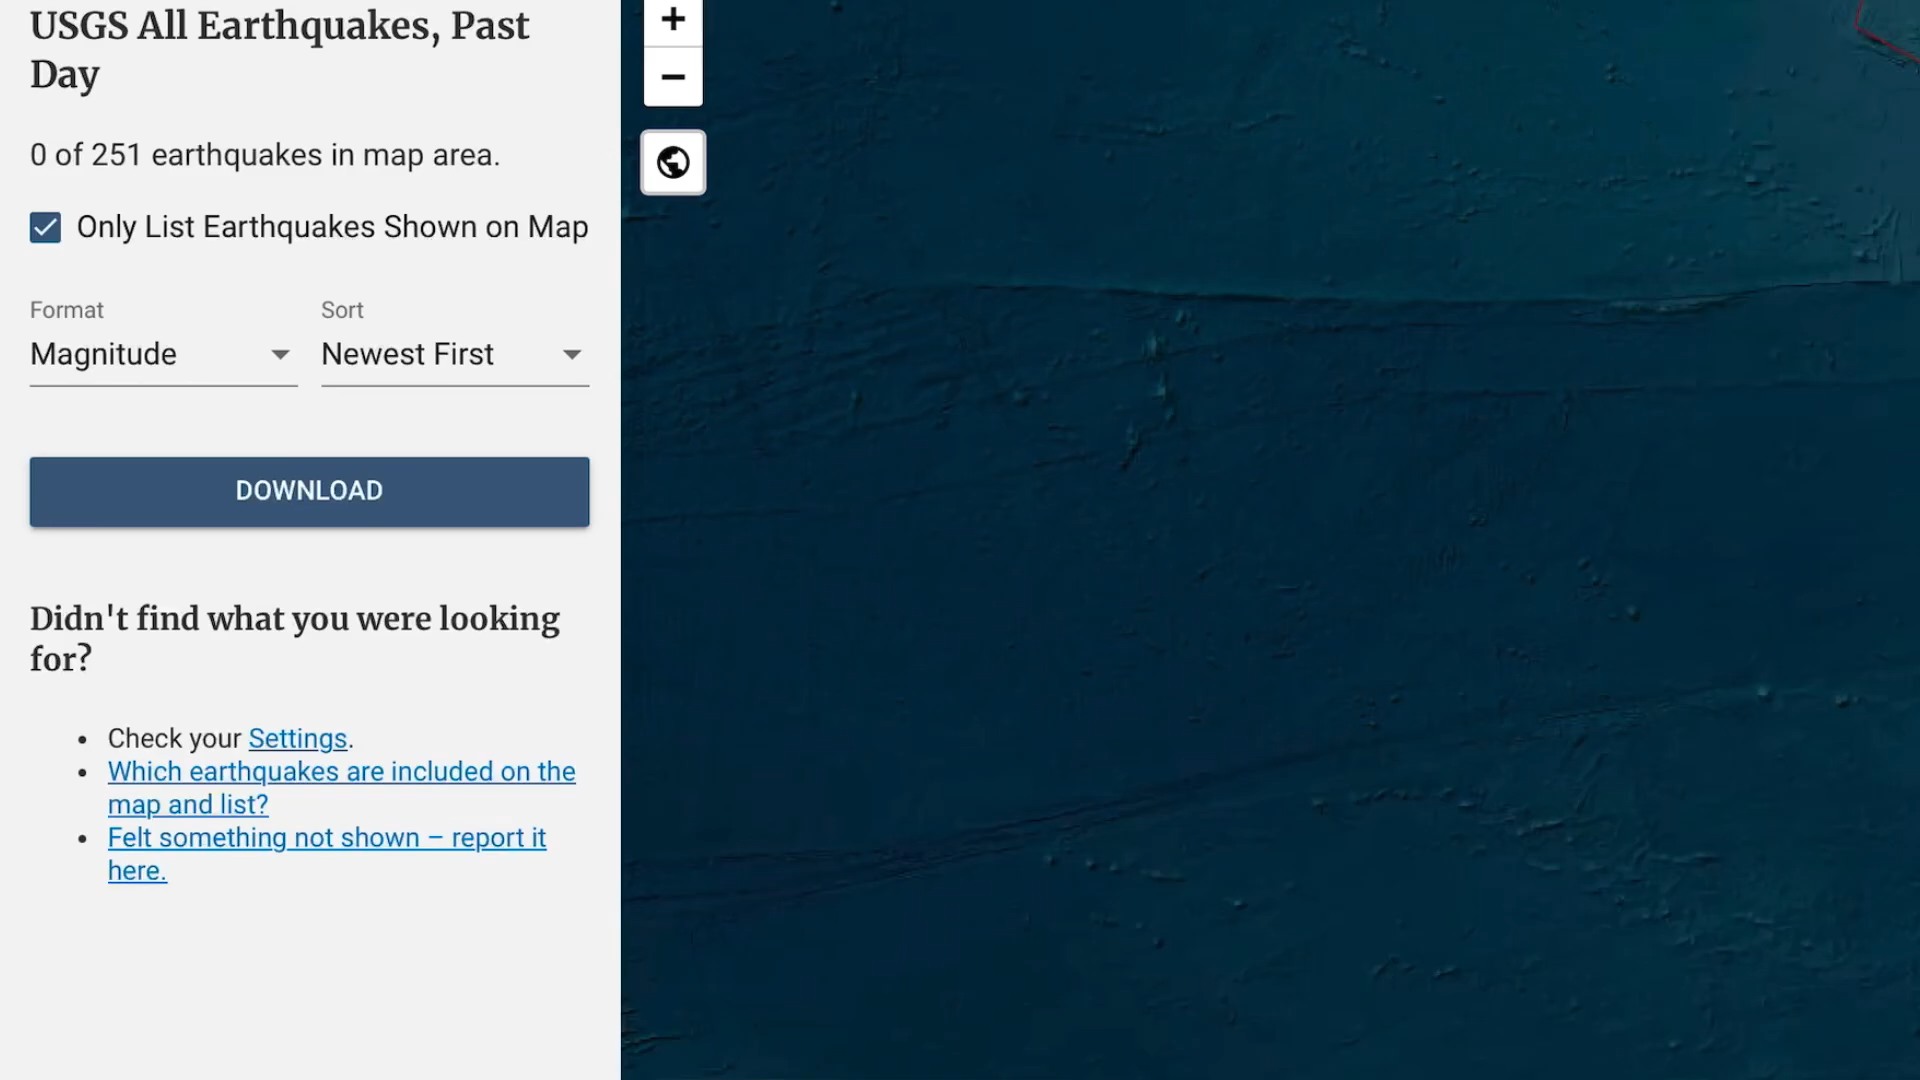 USGS All Earthquakes, Past
Day
0 of 251 earthquakes in map area.
Only List Earthquakes Shown on Map
Format
Sort
Magnitude
Newest First
DOWNLOAD
Didn't find what you were looking
for?
• Check your Settings.
• Which earthquakes are included on the
map and list?
• Felt something not shown – report it
here.
+
−